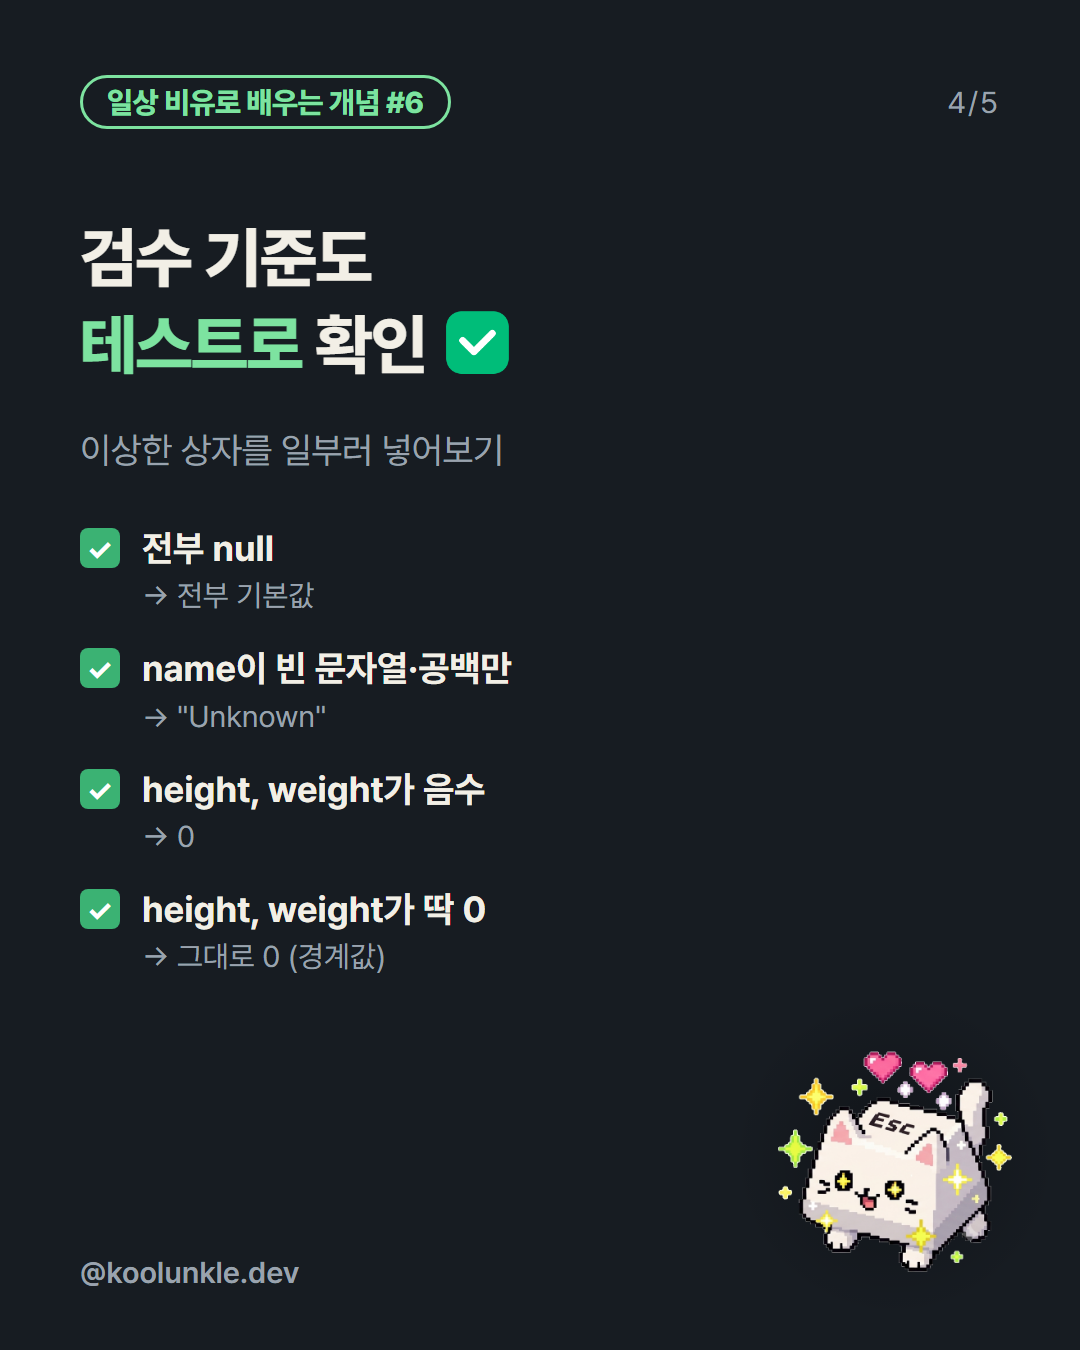 일상 비유로 배우는 개념 #6
4/5
검수 기준도
테스트로 확인 ✅
이상한 상자를 일부러 넣어보기
전부 null
→ 전부 기본값
name이 빈 문자열·공백만
→ "Unknown"
height, weight가 음수
→ 0
height, weight가 딱 0
→ 그대로 0 (경계값)
Esc
@koolunkle.dev